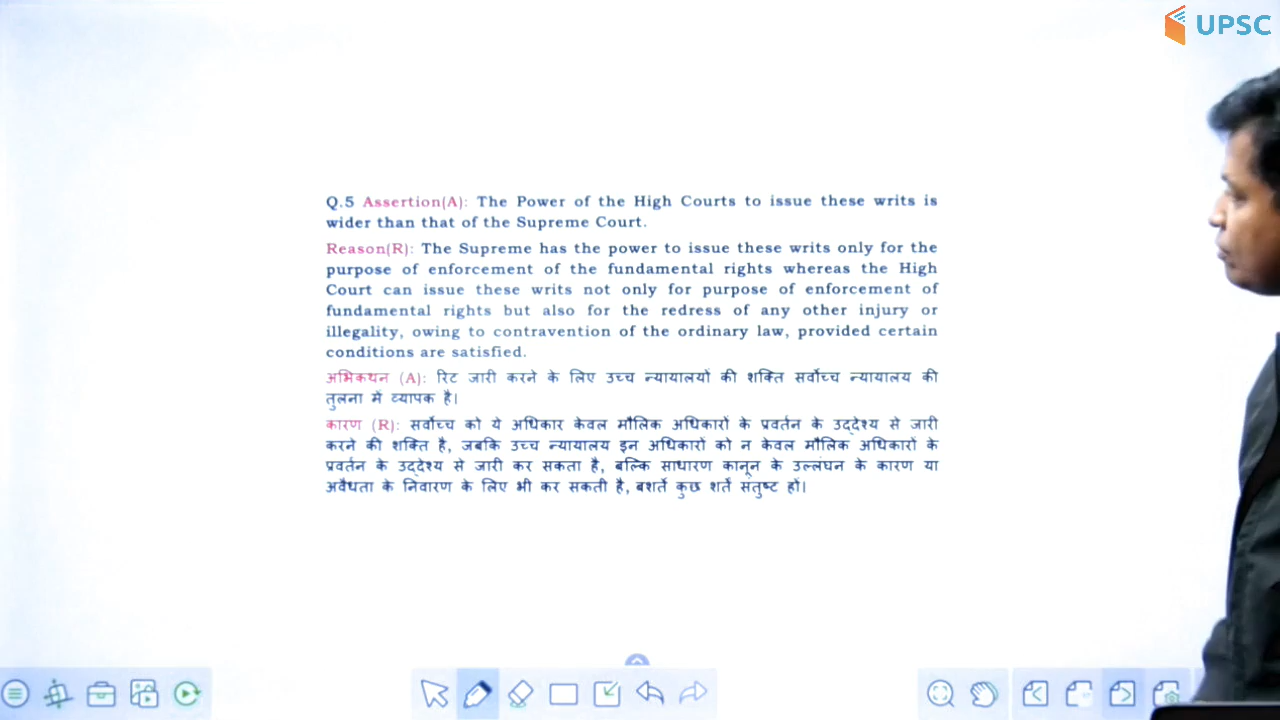 UPSC
Q.5 Assertion(A): The Power of the High Courts to issue these writs is
wider than that of the Supreme Court.
Reason(R): The Supreme has the power to issue these writs only for the
purpose of enforcement of the fundamental rights whereas the High
Court can issue these writs not only for purpose of enforcement of
fundamental rights but also for the redress of any other injury or
illegality, owing to contravention of the ordinary law, provided certain
conditions are satisfied.
अभिकथन (A): रिट जारी करने के लिए उच्च न्यायालयों की शक्ति सर्वोच्च न्यायालय की
तुलना में व्यापक है।
कारण (R): सर्वोच्च को ये अधिकार केवल मौलिक अधिकारों के प्रवर्तन के उद्देश्य से जारी
करने की शक्ति है, जबकि उच्च न्यायालय इन अधिकारों को न केवल मौलिक अधिकारों के
प्रवर्तन के उद्देश्य से जारी कर सकता है, बल्कि साधारण कानून के उल्लंघन के कारण या
अवैधता के निवारण के लिए भी कर सकती है, बशर्ते कुछ शर्तें संतुष्ट हों।